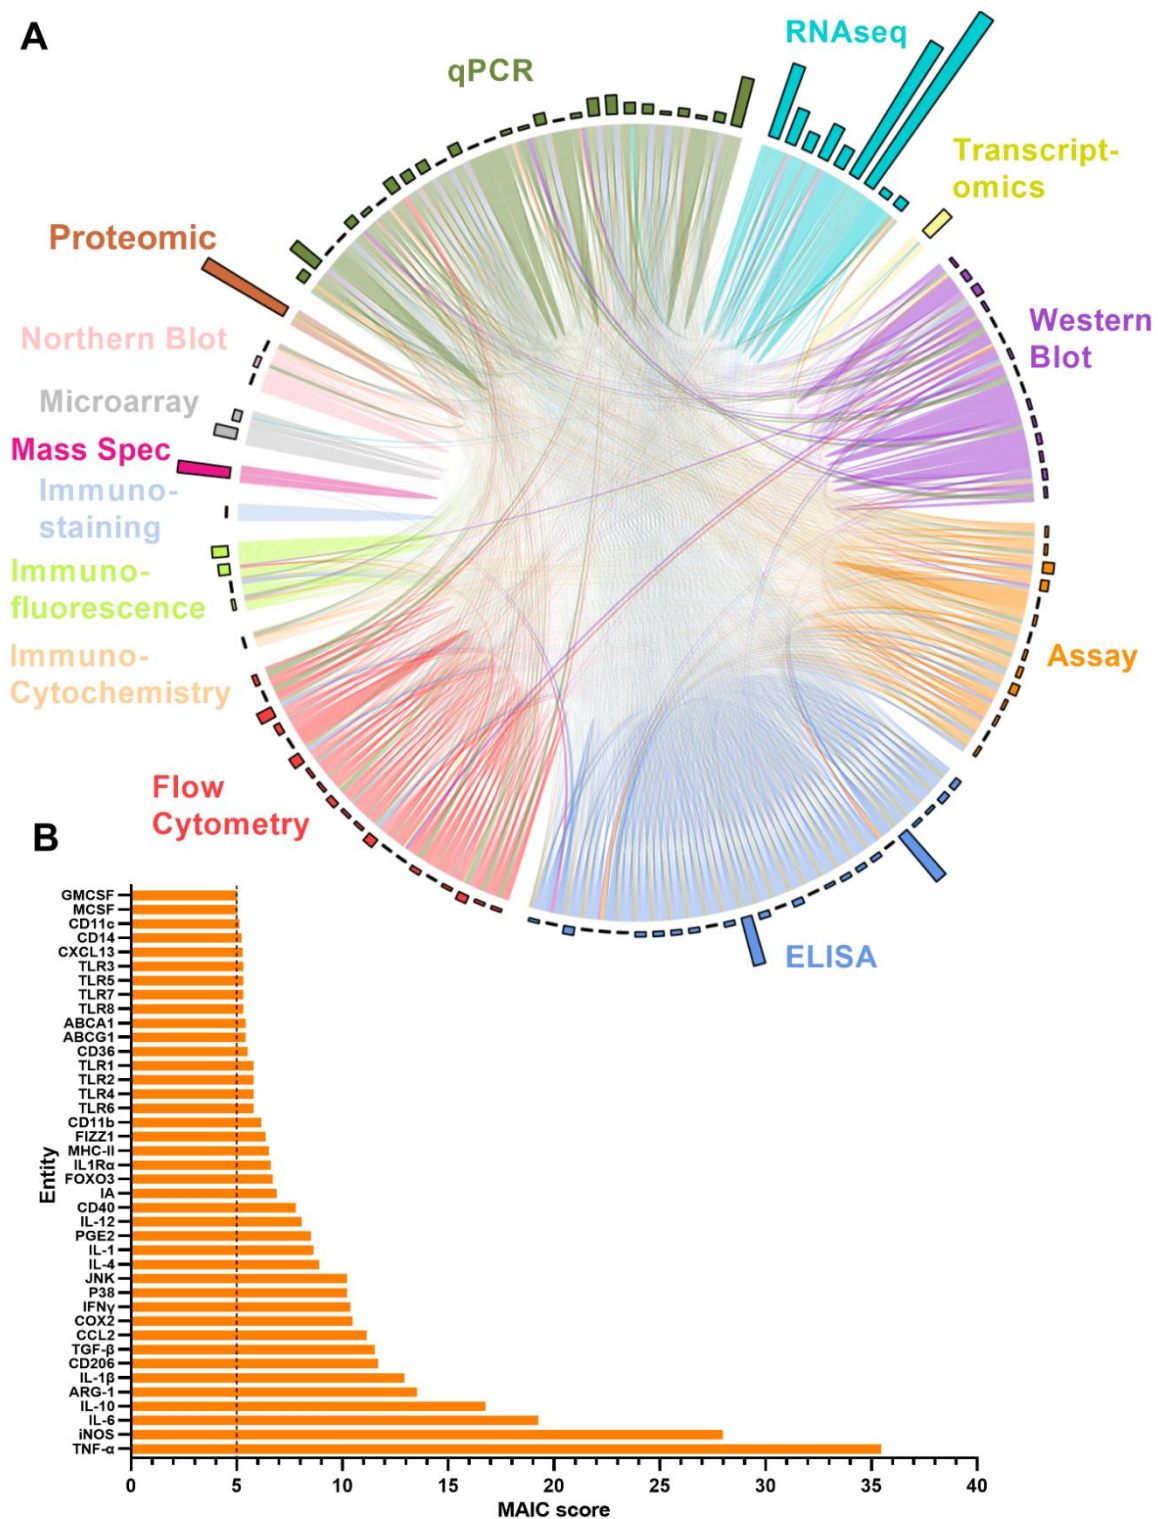 A
RNAseq
qPCR
Transcript-
omics
Proteomic
Western
Blot
Northern Blot
Microarray
Mass Spec
Immuno-
staining
Immuno-
fluorescence
Immuno-
Cytochemistry
Assay
Flow
Cytometry
ELISA
B
GMCSF
MCSF
CD11c
CD14
CXCL13
TLR3
TLR5
TLR7
TLR8
ABCA1
ABCG1
CD36
TLR1
TLR2
TLR4
TLR6
CD11b
FIZZ1
MHC-II
IL1Rα
FOXO3
IA
CD40
IL-12
PGE2
IL-1
IL-4
JNK
P38
IFNγ
COX2
CCL2
TGF-β
CD206
IL-1β
ARG-1
IL-10
IL-6
iNOS
TNF-α
Entity
0 5 10 15 20 25 30 35 40
MAIC score